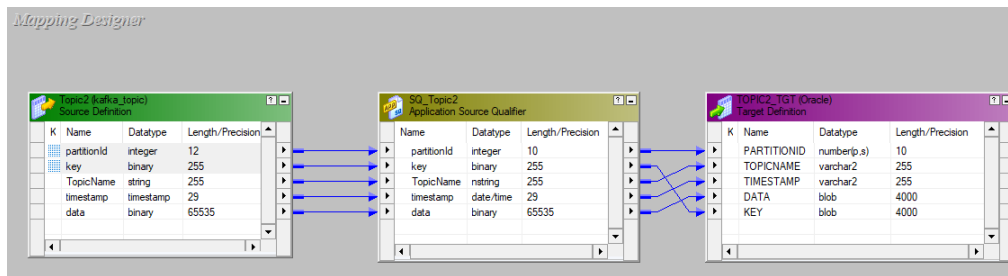 Mapping Designer
Topic2 (kafka_topic)
Source Definition
K Name Datatype Length/Precision
partitionId integer 12
key binary 255
TopicName string 255
timestamp timestamp 29
data binary 65535
SQ_Topic2
Application Source Qualifier
Name Datatype Length/Precision
partitionId integer 10
key binary 255
TopicName nstring 255
timestamp date/time 29
data binary 65535
TOPIC2_TGT (Oracle)
Target Definition
K Name Datatype Length/Precision
PARTITIONID number(p,s) 10
TOPICNAME varchar2 255
TIMESTAMP varchar2 255
DATA blob 4000
KEY blob 4000